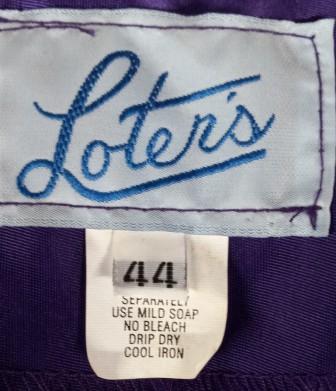 Loter's
44
SEPARATELY
USE MILD SOAP
NO BLEACH
DRIP DRY
COOL IRON